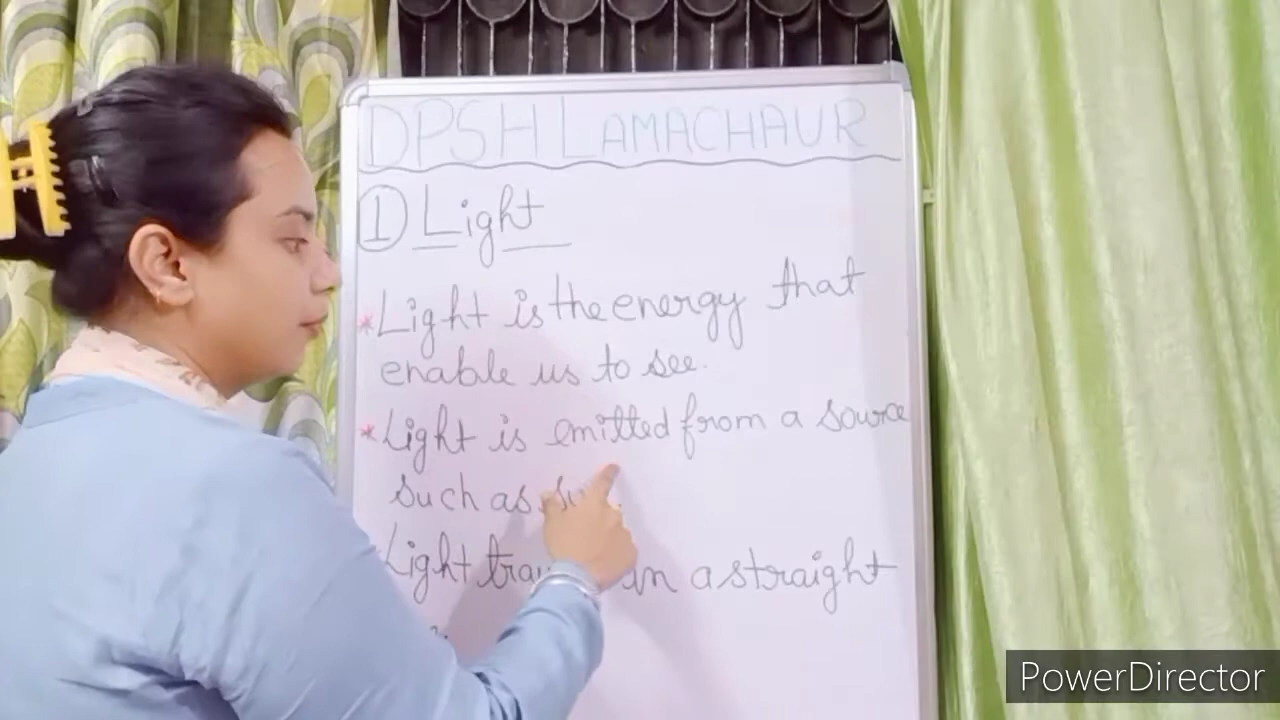 DPSH LAMACHAUR
① Light
* Light is the energy that
enable us to see.
* Light is emitted from a source
such as
Light in a straight
PowerDirector